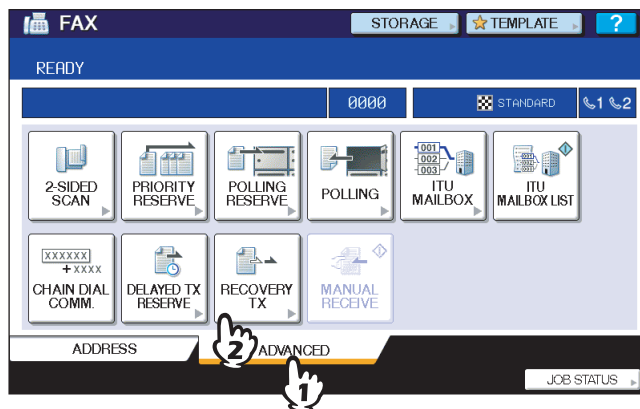 FAX
STORAGE
TEMPLATE
?
READY
0000
STANDARD
1 2
2-SIDED
SCAN
PRIORITY
RESERVE
POLLING
RESERVE
POLLING
001
002
003
ITU
MAILBOX
ITU
MAILBOX LIST
XXXXXX
+XXXX
CHAIN DIAL
COMM.
DELAYED TX
RESERVE
RECOVERY
TX
MANUAL
RECEIVE
2
ADDRESS
ADVANCED
1
JOB STATUS